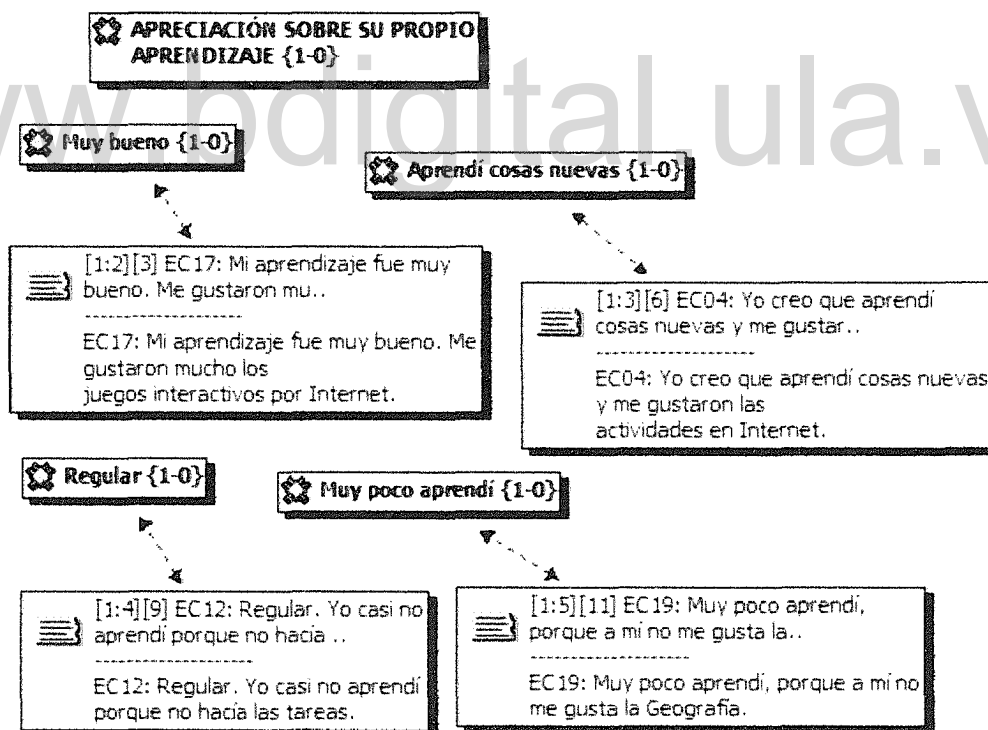 APRECIACIÓN SOBRE SU PROPIO
APRENDIZAJE {1-0}
Muy bueno {1-0}
Aprendí cosas nuevas {1-0}
[1:2][3] EC17: Mi aprendizaje fue muy
bueno. Me gustaron mu..
--------------------
EC17: Mi aprendizaje fue muy bueno. Me
gustaron mucho los
juegos interactivos por Internet.
[1:3][6] EC04: Yo creo que aprendí
cosas nuevas y me gustar..
--------------------
EC04: Yo creo que aprendí cosas nuevas
y me gustaron las
actividades en Internet.
Regular {1-0}
Muy poco aprendí {1-0}
[1:4][9] EC12: Regular. Yo casi no
aprendí porque no hacía ..
--------------------
EC12: Regular. Yo casi no aprendí
porque no hacía las tareas.
[1:5][11] EC19: Muy poco aprendí,
porque a mí no me gusta la..
--------------------
EC19: Muy poco aprendí, porque a mí no
me gusta la Geografía.
w.bdigital.ula.v